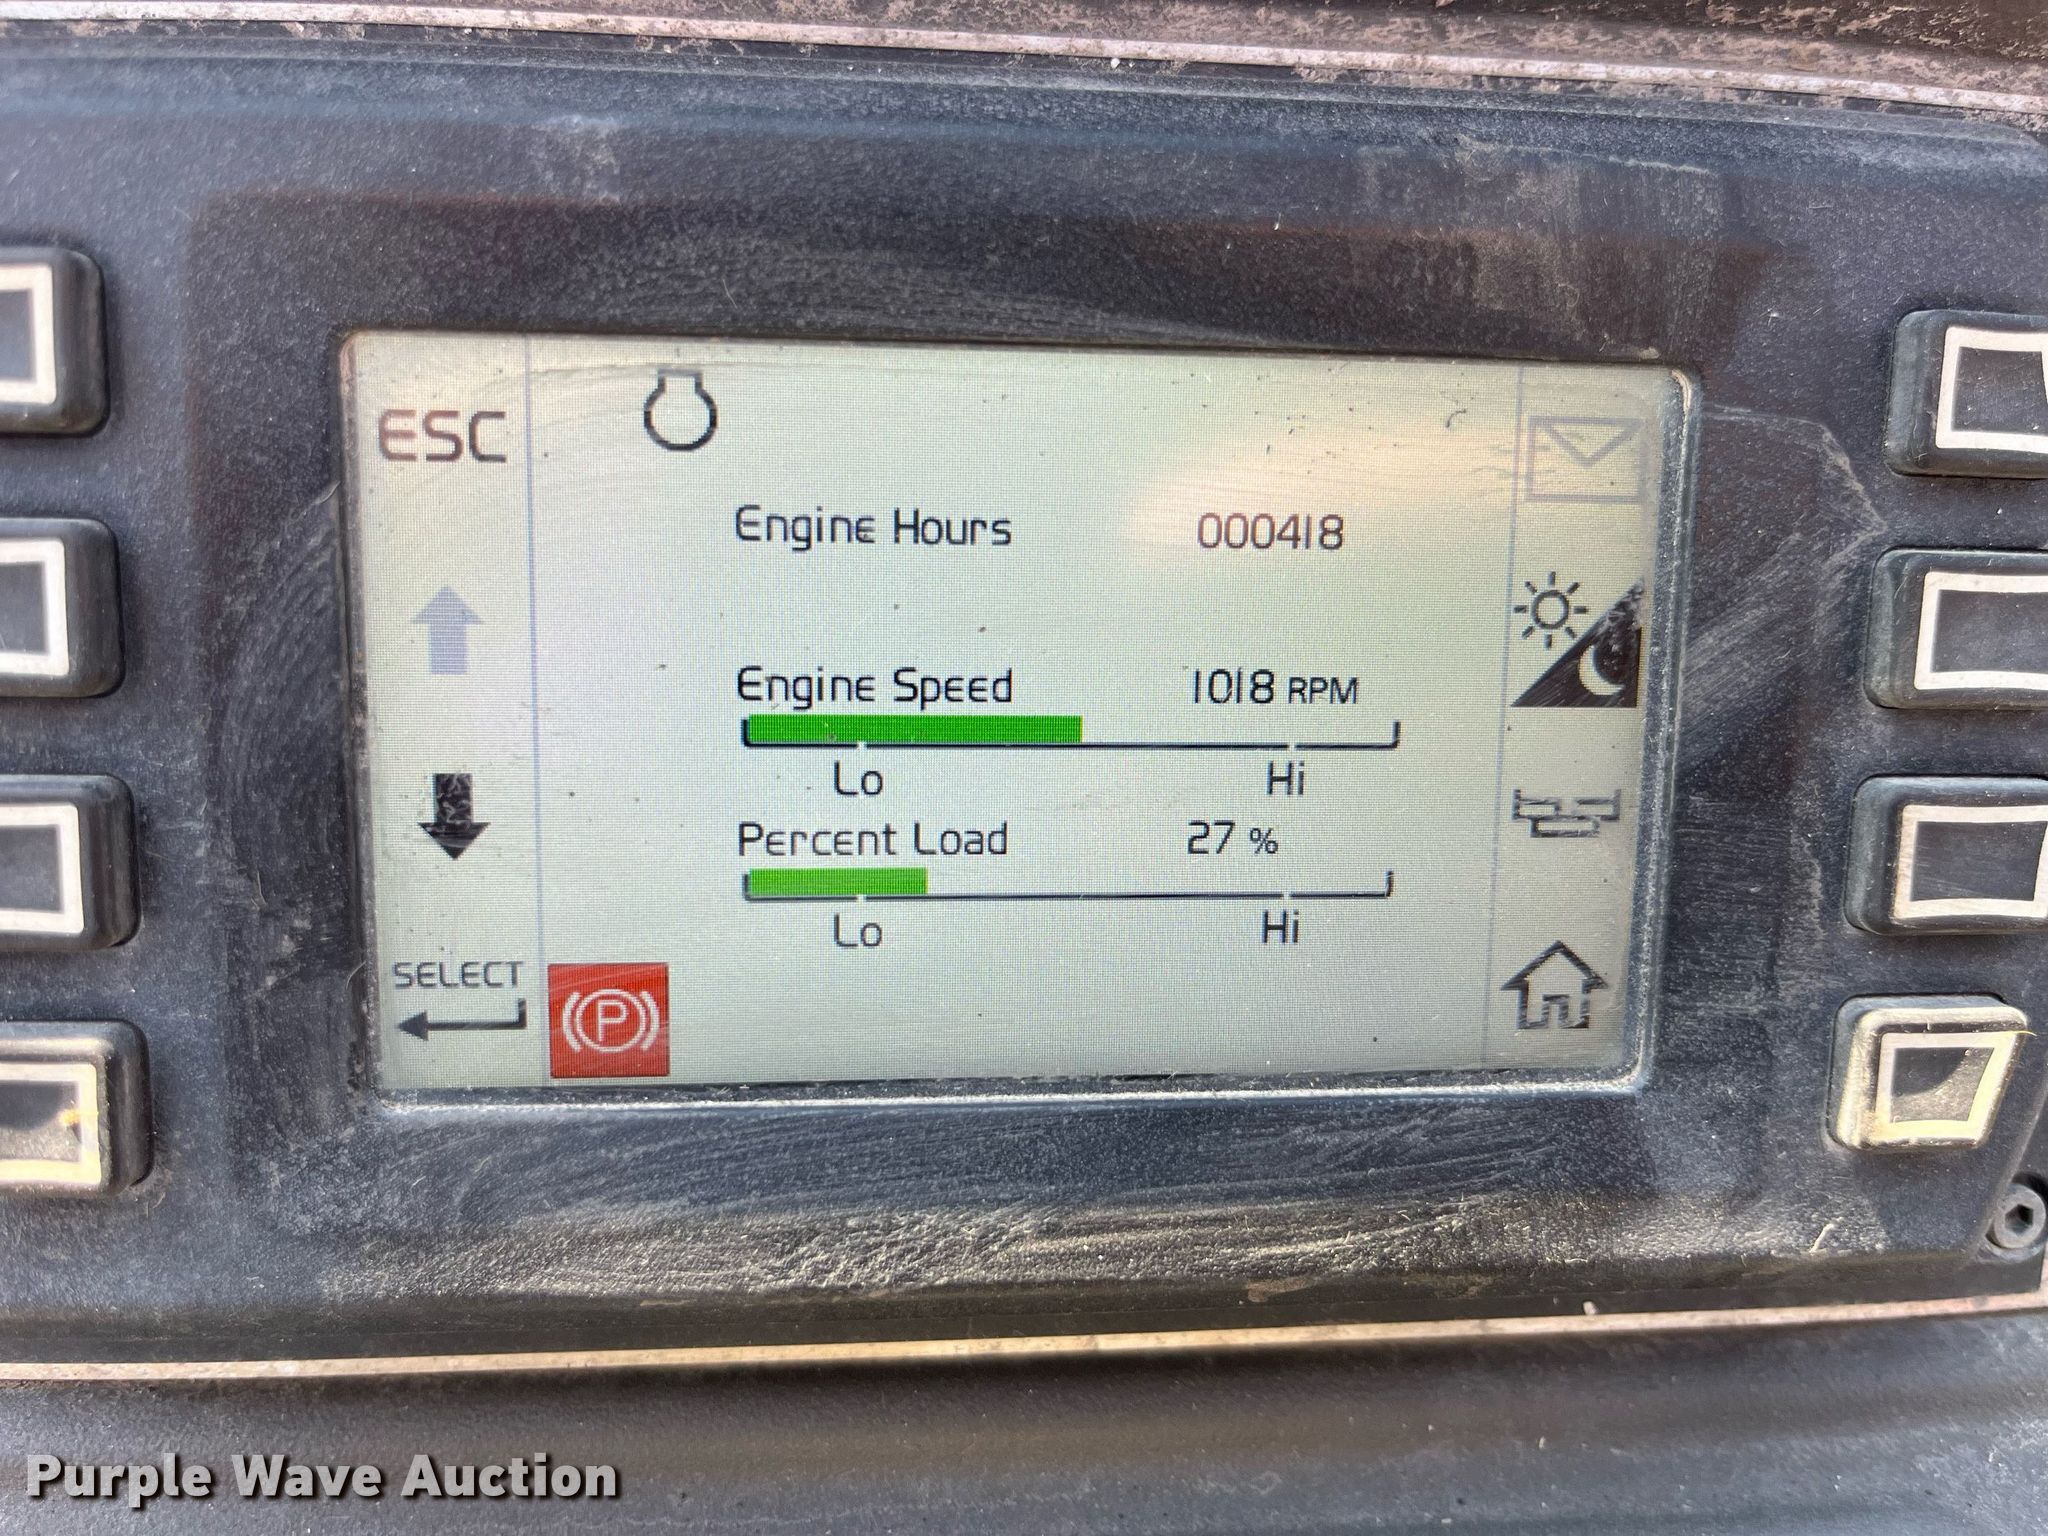 ESC
Engine Hours 000418
Engine Speed 1018 RPM
Lo Hi
Percent Load 27 %
Lo Hi
SELECT
P
Purple Wave Auction